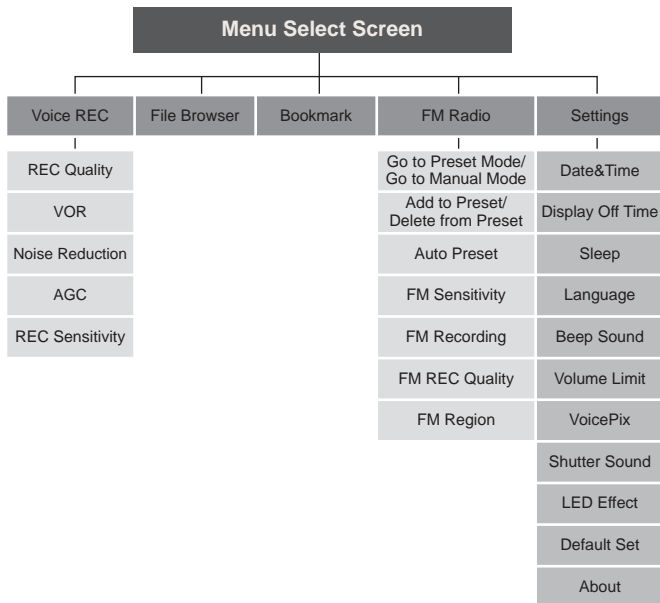 Menu Select Screen
Voice REC
File Browser
Bookmark
FM Radio
Settings
REC Quality
VOR
Noise Reduction
AGC
REC Sensitivity
Go to Preset Mode/
Go to Manual Mode
Add to Preset/
Delete from Preset
Auto Preset
FM Sensitivity
FM Recording
FM REC Quality
FM Region
Date&Time
Display Off Time
Sleep
Language
Beep Sound
Volume Limit
VoicePix
Shutter Sound
LED Effect
Default Set
About